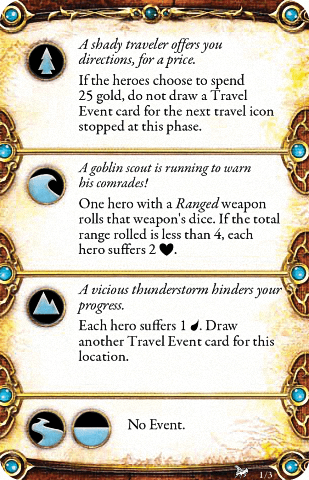 A shady traveler offers you
directions, for a price.
If the heroes choose to spend
25 gold, do not draw a Travel
Event card for the next travel icon
stopped at this phase.
A goblin scout is running to warn
his comrades!
One hero with a Ranged weapon
rolls that weapon's dice. If the total
range rolled is less than 4, each
hero suffers 2 .
A vicious thunderstorm hinders your
progress.
Each hero suffers 1 . Draw
another Travel Event card for this
location.
No Event.
1/3